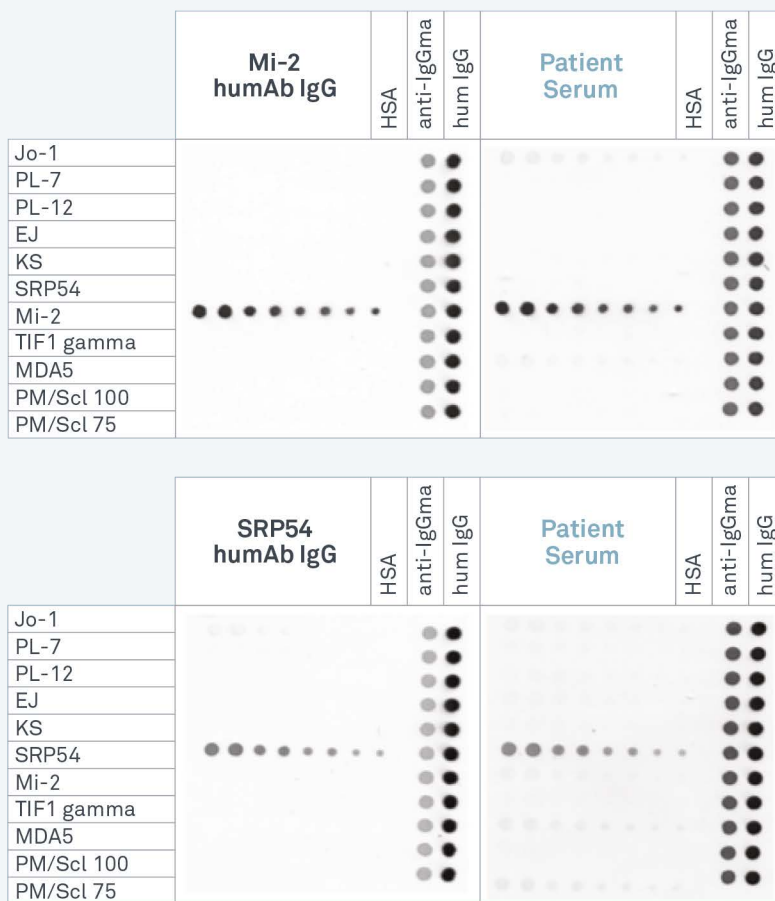 Mi-2
humAb IgG
HSA
anti-IgGma
hum IgG
Patient
Serum
HSA
anti-IgGma
hum IgG
Jo-1
PL-7
PL-12
EJ
KS
SRP54
Mi-2
TIF1 gamma
MDA5
PM/Scl 100
PM/Scl 75
SRP54
humAb IgG
HSA
anti-IgGma
hum IgG
Patient
Serum
HSA
anti-IgGma
hum IgG
Jo-1
PL-7
PL-12
EJ
KS
SRP54
Mi-2
TIF1 gamma
MDA5
PM/Scl 100
PM/Scl 75